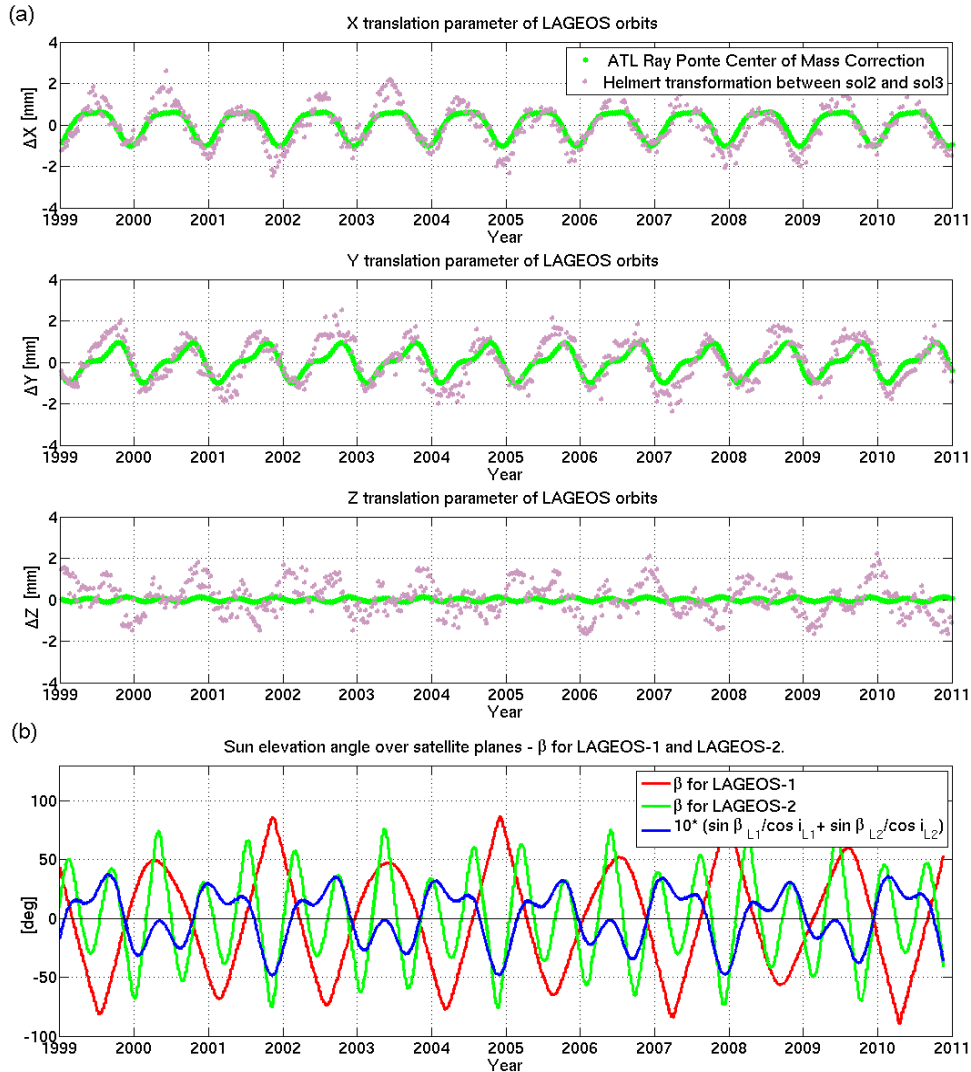 (a)
X translation parameter of LAGEOS orbits
4
2
0
-2
-4
ΔX [mm]
ATL Ray Ponte Center of Mass Correction
Helmert transformation between sol2 and sol3
1999 2000 2001 2002 2003 2004 2005 2006 2007 2008 2009 2010 2011
Year
Y translation parameter of LAGEOS orbits
4
2
0
-2
-4
ΔY [mm]
1999 2000 2001 2002 2003 2004 2005 2006 2007 2008 2009 2010 2011
Year
Z translation parameter of LAGEOS orbits
4
2
0
-2
-4
ΔZ [mm]
1999 2000 2001 2002 2003 2004 2005 2006 2007 2008 2009 2010 2011
Year
(b)
Sun elevation angle over satellite planes - β for LAGEOS-1 and LAGEOS-2.
100
50
0
-50
-100
[deg]
β for LAGEOS-1
β for LAGEOS-2
10* (sin β L1/cos i L1 + sin β L2/cos i L2)
1999 2000 2001 2002 2003 2004 2005 2006 2007 2008 2009 2010 2011
Year